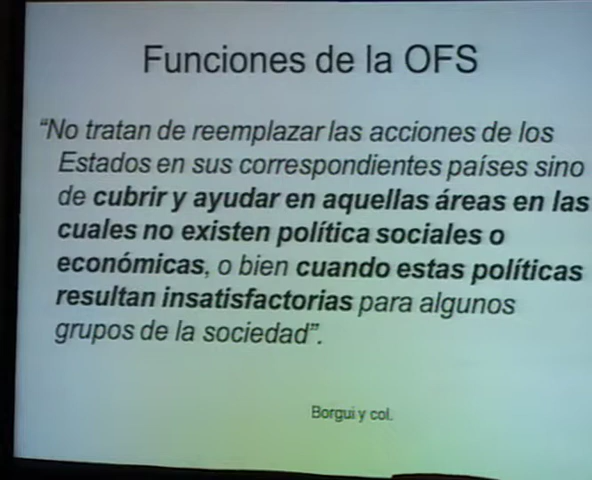 Funciones de la OFS
“No tratan de reemplazar las acciones de los
Estados en sus correspondientes países sino
de cubrir y ayudar en aquellas áreas en las
cuales no existen política sociales o
económicas, o bien cuando estas políticas
resultan insatisfactorias para algunos
grupos de la sociedad”.
Borgui y col.